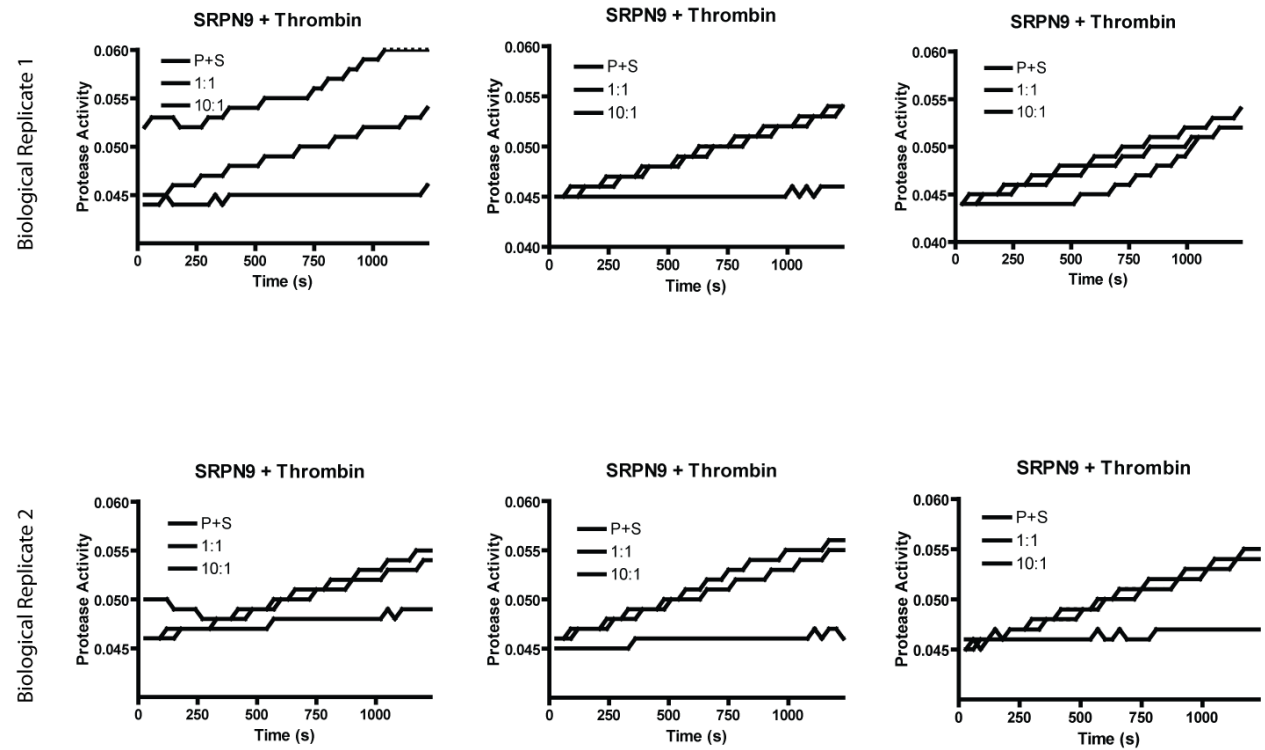 Biological Replicate 1
SRPN9 + Thrombin
Protease Activity
0.060
0.055
0.050
0.045
P+S
1:1
10:1
0 250 500 750 1000
Time (s)
SRPN9 + Thrombin
Protease Activity
0.060
0.055
0.050
0.045
0.040
P+S
1:1
10:1
0 250 500 750 1000
Time (s)
SRPN9 + Thrombin
Protease Activity
0.060
0.055
0.050
0.045
0.040
P+S
1:1
10:1
0 250 500 750 1000
Time (s)
Biological Replicate 2
SRPN9 + Thrombin
Protease Activity
0.060
0.055
0.050
0.045
P+S
1:1
10:1
0 250 500 750 1000
Time (s)
SRPN9 + Thrombin
Protease Activity
0.060
0.055
0.050
0.045
P+S
1:1
10:1
0 250 500 750 1000
Time (s)
SRPN9 + Thrombin
Protease Activity
0.060
0.055
0.050
0.045
P+S
1:1
10:1
0 250 500 750 1000
Time (s)